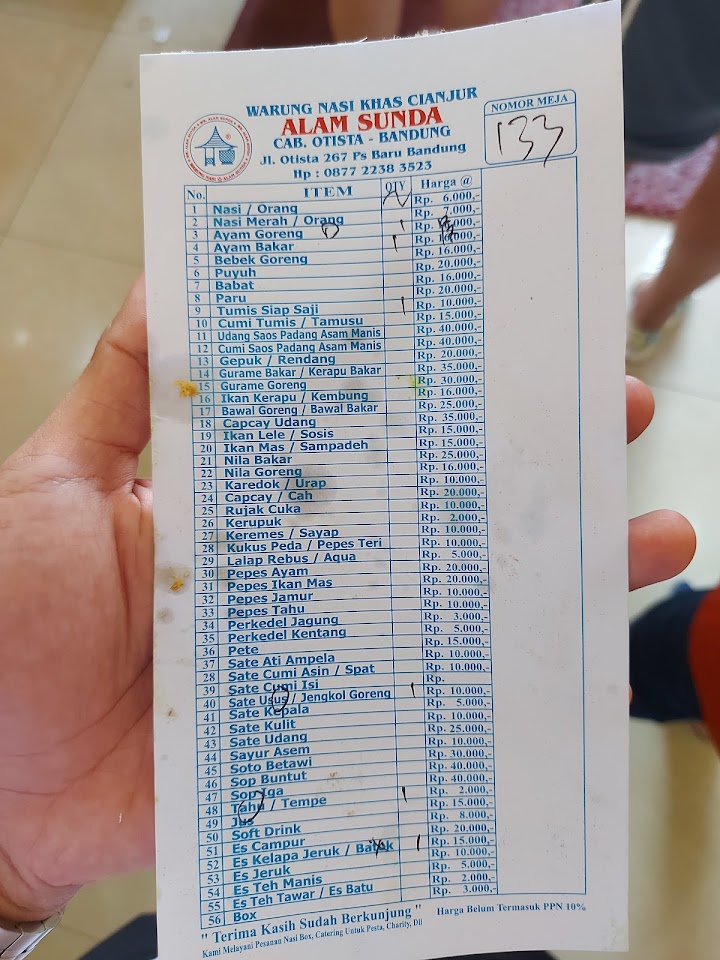 WARUNG NASI KHAS CIANJUR
ALAM SUNDA
CAB. OTISTA - BANDUNG
Jl. Otista 267 Ps Baru Bandung
Hp : 0877 2238 3523
NOMOR MEJA
133
No. ITEM QTY Harga @
1 Nasi / Orang Rp. 6.000,-
2 Nasi Merah / Orang Rp. 7.000,-
3 Ayam Goreng 1 Rp.
4 Ayam Bakar 1 Rp.
5 Bebek Goreng Rp. 16.000,-
6 Puyuh Rp. 20.000,-
7 Babat Rp. 16.000,-
8 Paru Rp. 20.000,-
9 Tumis Siap Saji 1 Rp. 10.000,-
10 Cumi Tumis / Tamusu Rp. 15.000,-
11 Udang Saos Padang Asam Manis Rp. 40.000,-
12 Cumi Saos Padang Asam Manis Rp. 40.000,-
13 Gepuk / Rendang Rp. 20.000,-
14 Gurame Bakar / Kerapu Bakar Rp. 35.000,-
15 Gurame Goreng Rp. 30.000,-
16 Ikan Kerapu / Kembung Rp. 16.000,-
17 Bawal Goreng / Bawal Bakar Rp. 25.000,-
18 Capcay Udang Rp. 35.000,-
19 Ikan Lele / Sosis Rp. 15.000,-
20 Ikan Mas / Sampadeh Rp. 15.000,-
21 Nila Bakar Rp. 25.000,-
22 Nila Goreng Rp. 16.000,-
23 Karedok / Urap Rp. 10.000,-
24 Capcay / Cah Rp. 20.000,-
25 Rujak Cuka Rp. 10.000,-
26 Kerupuk Rp. 2.000,-
27 Keremes / Sayap Rp. 10.000,-
28 Kukus Peda / Pepes Teri Rp. 10.000,-
29 Lalap Rebus / Aqua Rp. 5.000,-
30 Pepes Ayam Rp. 20.000,-
31 Pepes Ikan Mas Rp. 20.000,-
32 Pepes Jamur Rp. 10.000,-
33 Pepes Tahu Rp. 10.000,-
34 Perkedel Jagung Rp. 3.000,-
35 Perkedel Kentang Rp. 5.000,-
36 Pete Rp. 15.000,-
37 Sate Ati Ampela Rp. 10.000,-
28 Sate Cumi Asin / Spat Rp. 10.000,-
39 Sate Cumi Isi Rp.
40 Sate Usus / Jengkol Goreng 1 Rp. 10.000,-
41 Sate Kepala Rp. 5.000,-
42 Sate Kulit Rp. 10.000,-
43 Sate Udang Rp. 25.000,-
44 Sayur Asem Rp. 10.000,-
45 Soto Betawi Rp. 30.000,-
46 Sop Buntut Rp. 40.000,-
47 Sop Iga Rp. 40.000,-
48 Tahu / Tempe 1 Rp. 2.000,-
49 Jus Rp. 15.000,-
50 Soft Drink Rp. 8.000,-
51 Es Campur Rp. 20.000,-
52 Es Kelapa Jeruk / Batok 1 Rp. 15.000,-
53 Es Jeruk Rp. 10.000,-
54 Es Teh Manis Rp. 5.000,-
55 Es Teh Tawar / Es Batu Rp. 2.000,-
56 Box Rp. 3.000,-
" Terima Kasih Sudah Berkunjung " Harga Belum Termasuk PPN 10%
Kami Melayani Pesanan Nasi Box, Catering Untuk Pesta, Charity, Dll